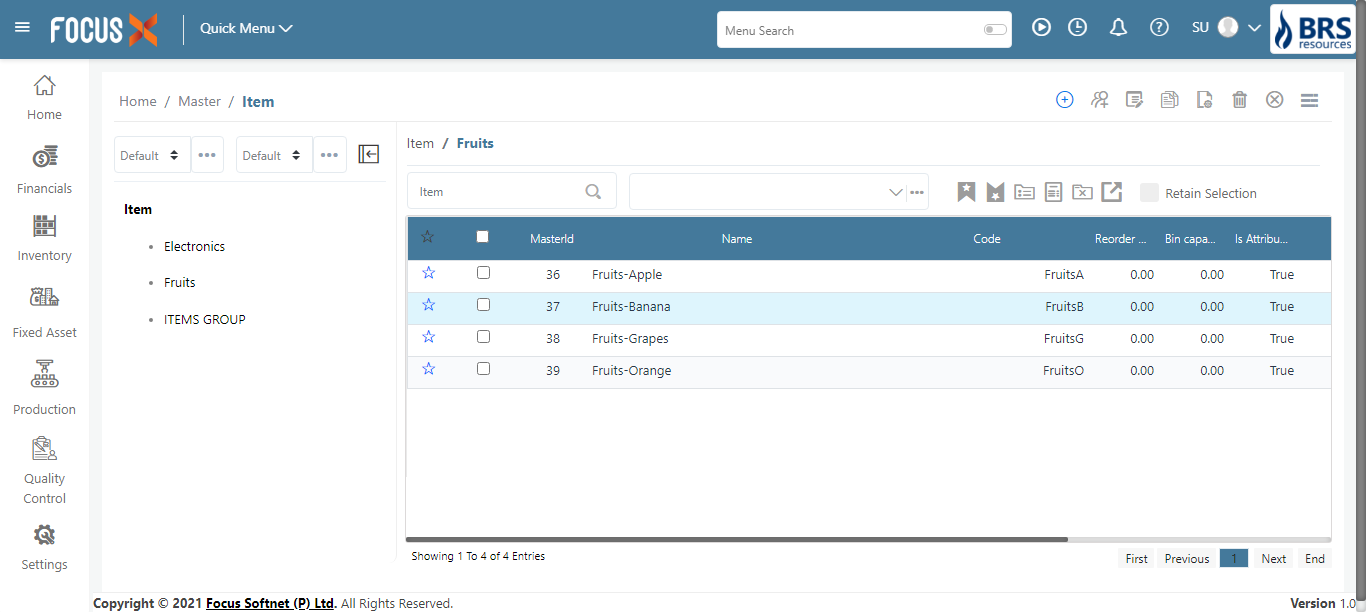 FOCUS X
Quick Menu
Menu Search
SU
BRS
resources
Home
Financials
Inventory
Fixed Asset
Production
Quality
Control
Settings
Home / Master / Item
Default
Default
Item
Electronics
Fruits
ITEMS GROUP
Item / Fruits
Item
Retain Selection
MasterId Name Code Reorder ... Bin capa... Is Attribu...
36 Fruits-Apple FruitsA 0.00 0.00 True
37 Fruits-Banana FruitsB 0.00 0.00 True
38 Fruits-Grapes FruitsG 0.00 0.00 True
39 Fruits-Orange FruitsO 0.00 0.00 True
Showing 1 To 4 of 4 Entries
First Previous 1 Next End
Copyright © 2021 Focus Softnet (P) Ltd. All Rights Reserved.
Version 1.0